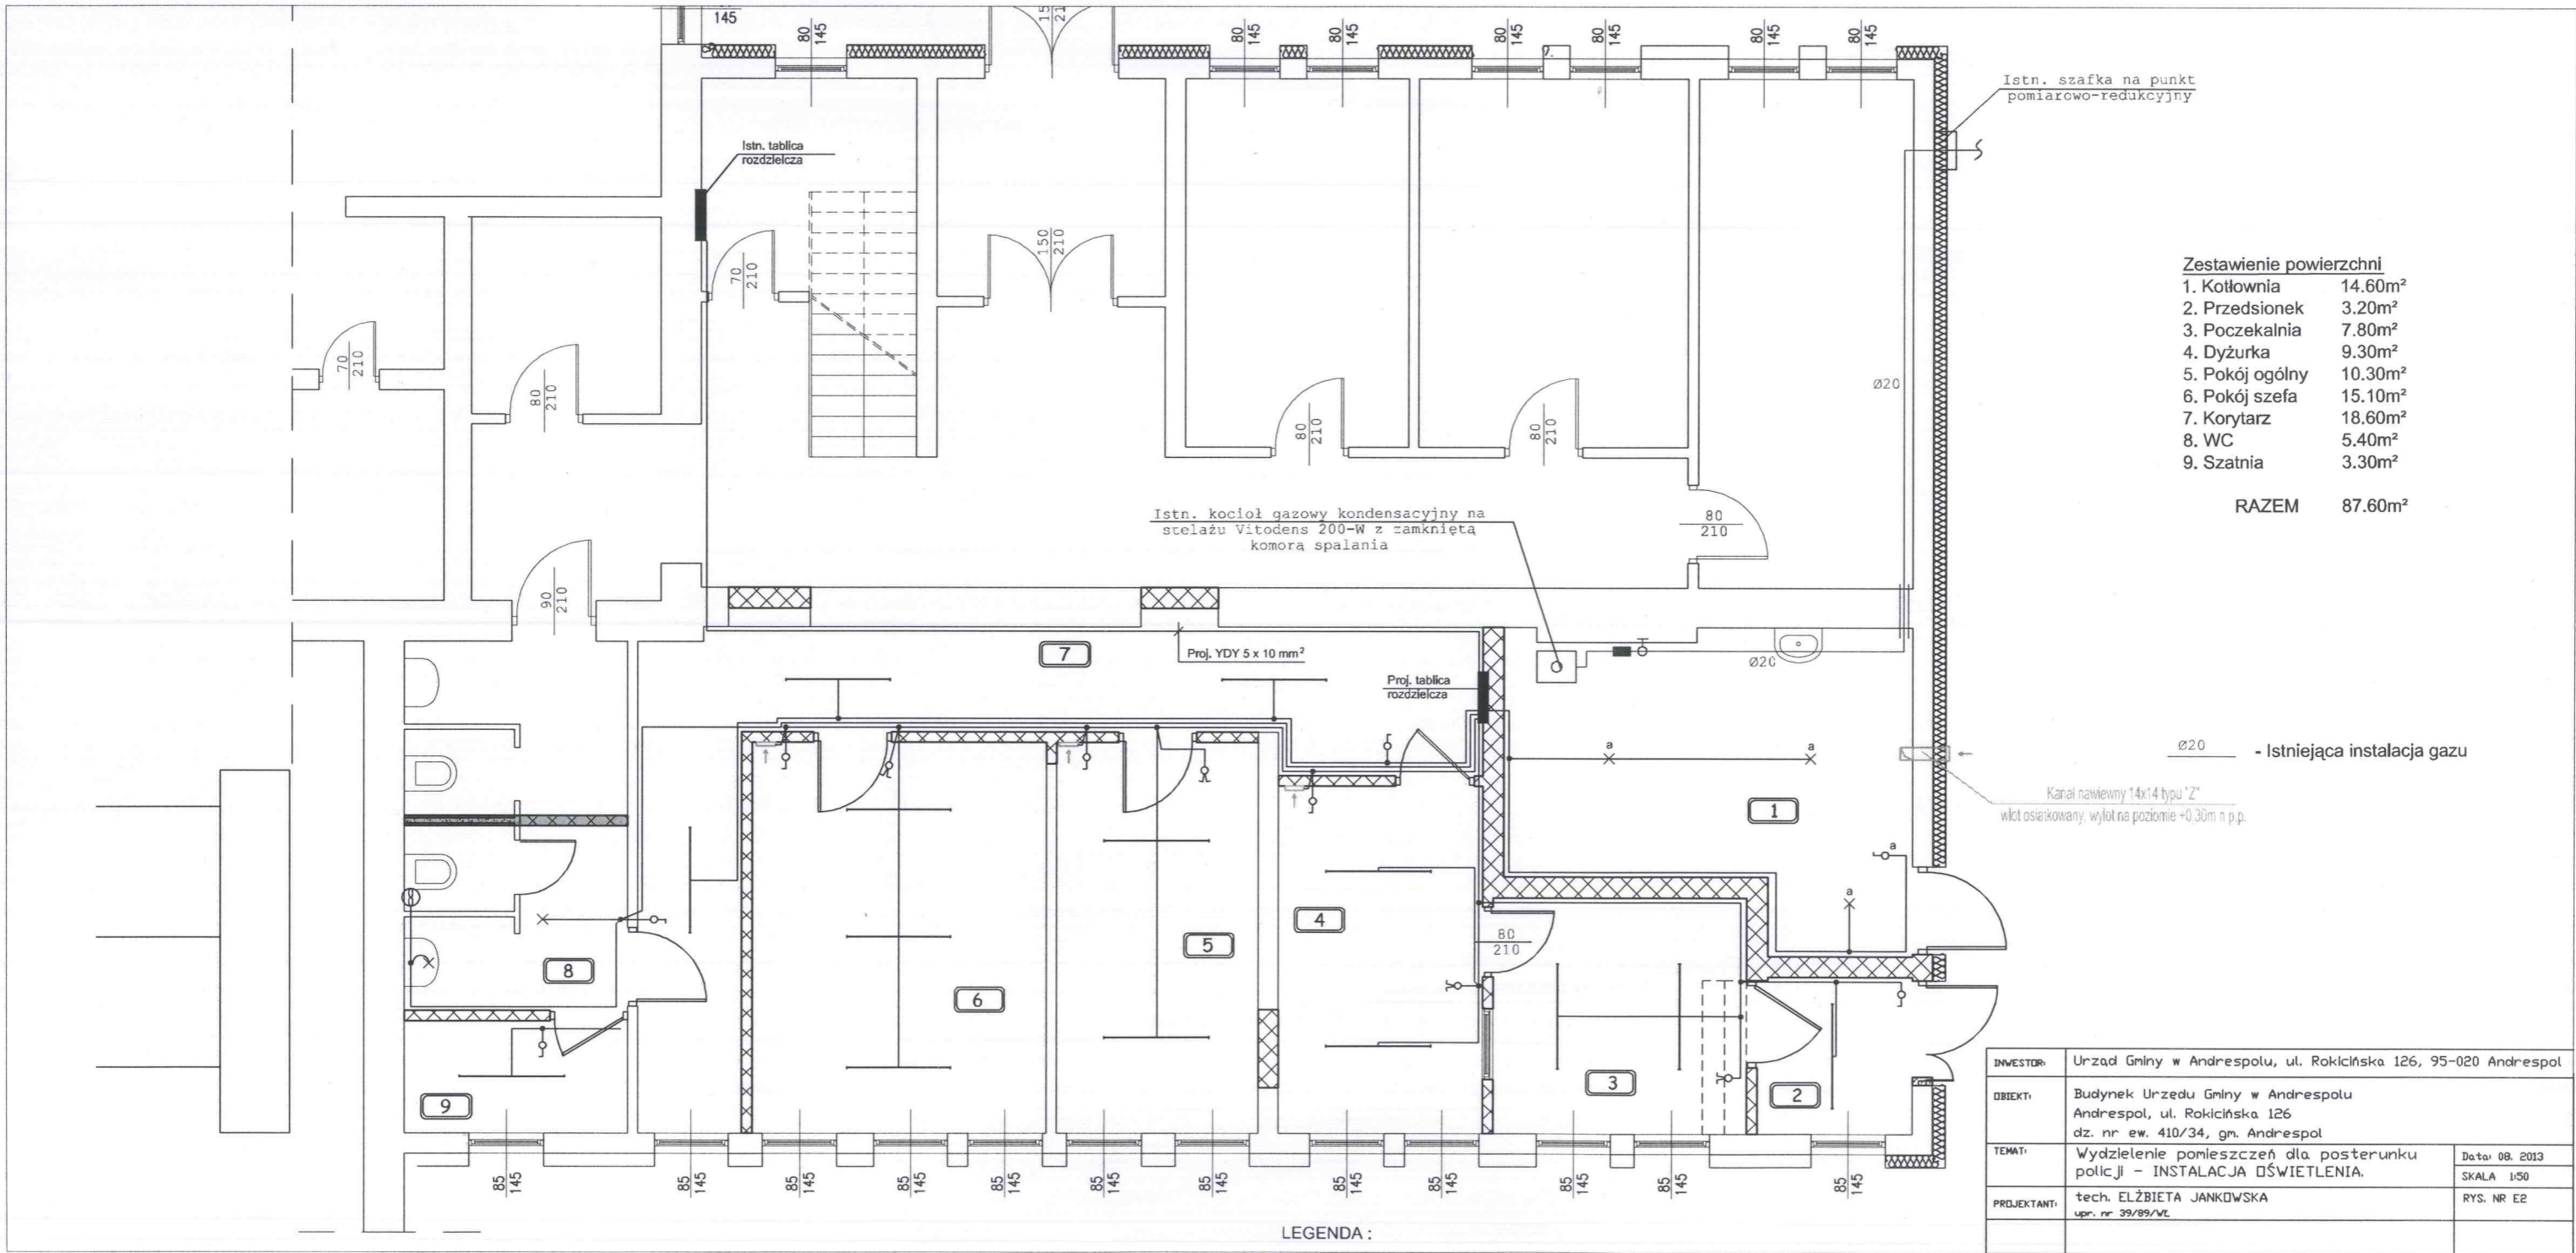 145
80
145
150
210
80
145
80
145
80
145
80
145
80
145
80
145
Istn. szafka na punkt
pomiarowo-redukcyjny
Istn. tablica
rozdzielcza
70
210
150
210
70
210
80
210
80
210
80
210
Ø20
Zestawienie powierzchni
1. Kotłownia 14.60m²
2. Przedsionek 3.20m²
3. Poczekalnia 7.80m²
4. Dyżurka 9.30m²
5. Pokój ogólny 10.30m²
6. Pokój szefa 15.10m²
7. Korytarz 18.60m²
8. WC 5.40m²
9. Szatnia 3.30m²
RAZEM 87.60m²
Istn. kocioł gazowy kondensacyjny na
stelażu Vitodens 200-W z zamkniętą
komorą spalania
80
210
90
210
7
Proj. YDY 5 x 10 mm²
Proj. tablica
rozdzielcza
Ø20
a
a
1
Ø20 - Istniejąca instalacja gazu
Kanał nawiewny 14x14 typu "Z"
wlot osiatkowany, wylot na poziomie +0.30m n.p.p.
a
a
4
5
80
210
8
6
3
2
9
85
145
85
145
85
145
85
145
85
145
85
145
85
145
85
145
85
145
85
145
85
145
LEGENDA :
INWESTOR: Urząd Gminy w Andrespolu, ul. Rokicińska 126, 95-020 Andrespol
OBIEKT: Budynek Urzędu Gminy w Andrespolu
Andrespol, ul. Rokicińska 126
dz. nr ew. 410/34, gm. Andrespol
TEMAT: Wydzielenie pomieszczeń dla posterunku
policji - INSTALACJA OŚWIETLENIA.
Data: 08. 2013
SKALA 1:50
PROJEKTANT: tech. ELŻBIETA JANKOWSKA
upr. nr 39/89/WŁ
RYS. NR E2